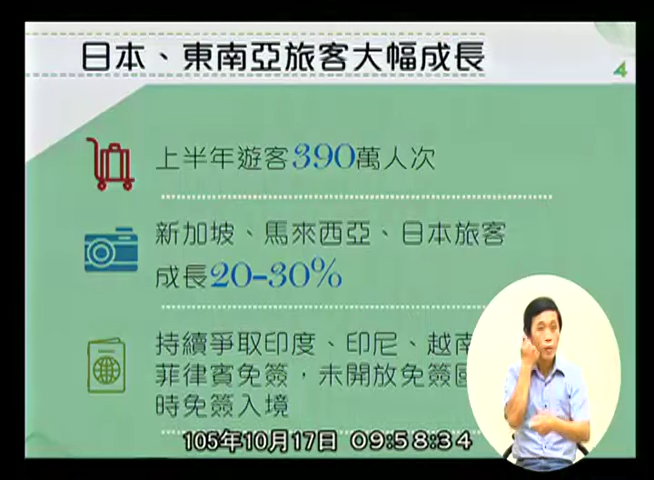 日本、東南亞旅客大幅成長
4
上半年遊客390萬人次
新加坡、馬來西亞、日本旅客
成長20-30%
持續爭取印度、印尼、越南
菲律賓免簽，未開放免簽
時免簽入境
105年10月17日 09:58:34